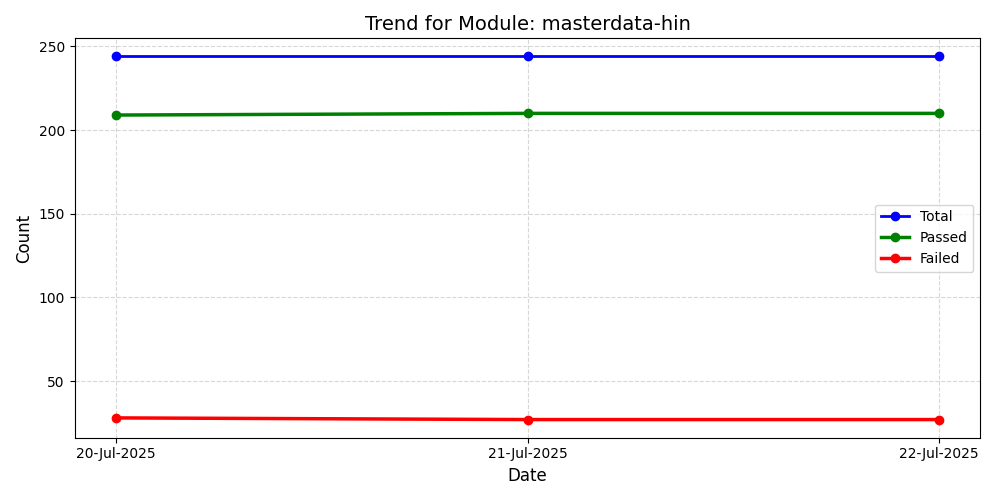 Trend for Module: masterdata-hin
250
200
150
100
50
Count
Total
Passed
Failed
20-Jul-2025
21-Jul-2025
22-Jul-2025
Date